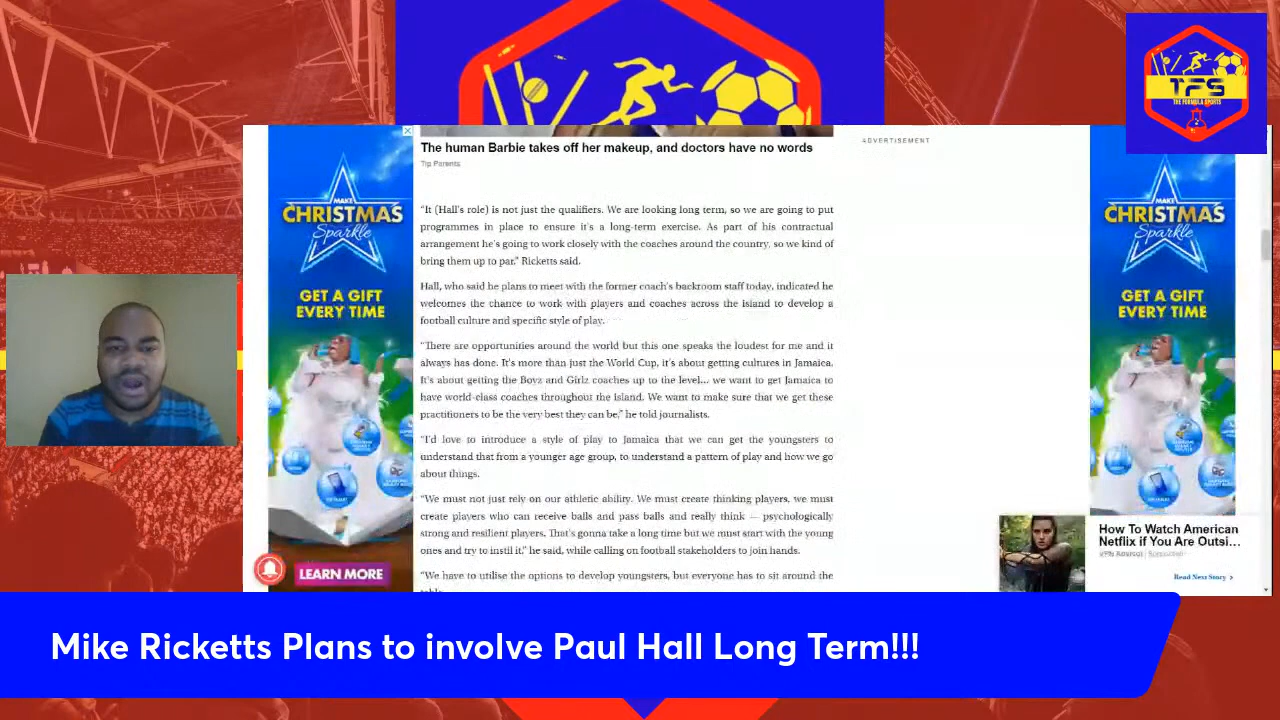 TFS
THE FORMULA SPORTS
The human Barbie takes off her makeup, and doctors have no words
Tip Parents
ADVERTISEMENT
MAKE
CHRISTMAS
Sparkle
GET A GIFT
EVERY TIME
LEARN MORE
"It (Hall's role) is not just the qualifiers. We are looking long term, so we are going to put
programmes in place to ensure it's a long-term exercise. As part of his contractual
arrangement he's going to work closely with the coaches around the country, so we kind of
bring them up to par." Ricketts said.
Hall, who said he plans to meet with the former coach's backroom staff today, indicated he
welcomes the chance to work with players and coaches across the island to develop a
football culture and specific style of play.
"There are opportunities around the world but this one speaks the loudest for me and it
always has done. It's more than just the World Cup, it's about getting cultures in Jamaica.
It's about getting the Boyz and Girlz coaches up to the level... we want to get Jamaica to
have world-class coaches throughout the island. We want to make sure that we get these
practitioners to be the very best they can be," he told journalists.
"I'd love to introduce a style of play to Jamaica that we can get the youngsters to
understand that from a younger age group, to understand a pattern of play and how we go
about things.
"We must not just rely on our athletic ability. We must create thinking players, we must
create players who can receive balls and pass balls and really think — psychologically
strong and resilient players. That's gonna take a long time but we must start with the young
ones and try to instil it," he said, while calling on football stakeholders to join hands.
"We have to utilise the options to develop youngsters, but everyone has to sit around the
MAKE
CHRISTMAS
Sparkle
GET A GIFT
EVERY TIME
How To Watch American
Netflix if You Are Outsi...
Read Next Story >
Mike Ricketts Plans to involve Paul Hall Long Term!!!